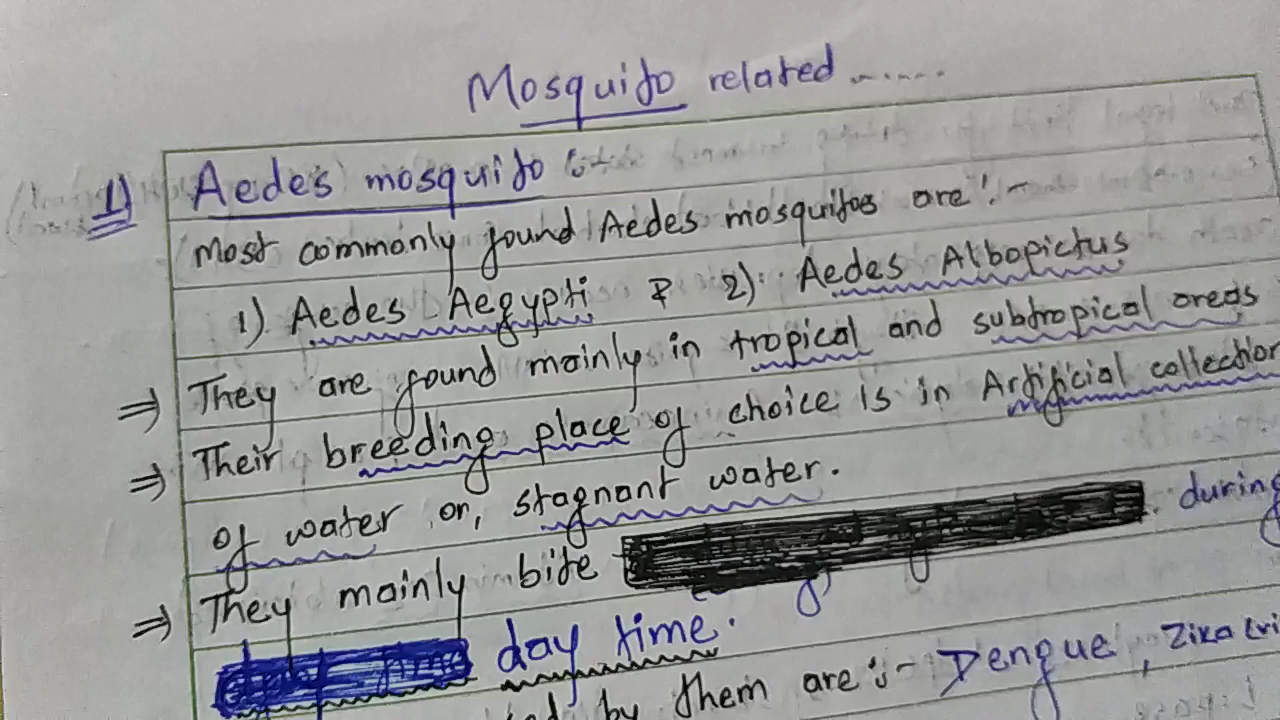 Mosquito related ......
1) Aedes mosquito :-
Most commonly found Aedes mosquitoes are :-
1) Aedes Aegypti & 2) Aedes Albopictus
⇒ They are found mainly in tropical and subtropical areas
⇒ Their breeding place of choice is in Artificial collection
of water or, stagnant water.
⇒ They mainly bite during
day time.
by them are :- Dengue, Zika